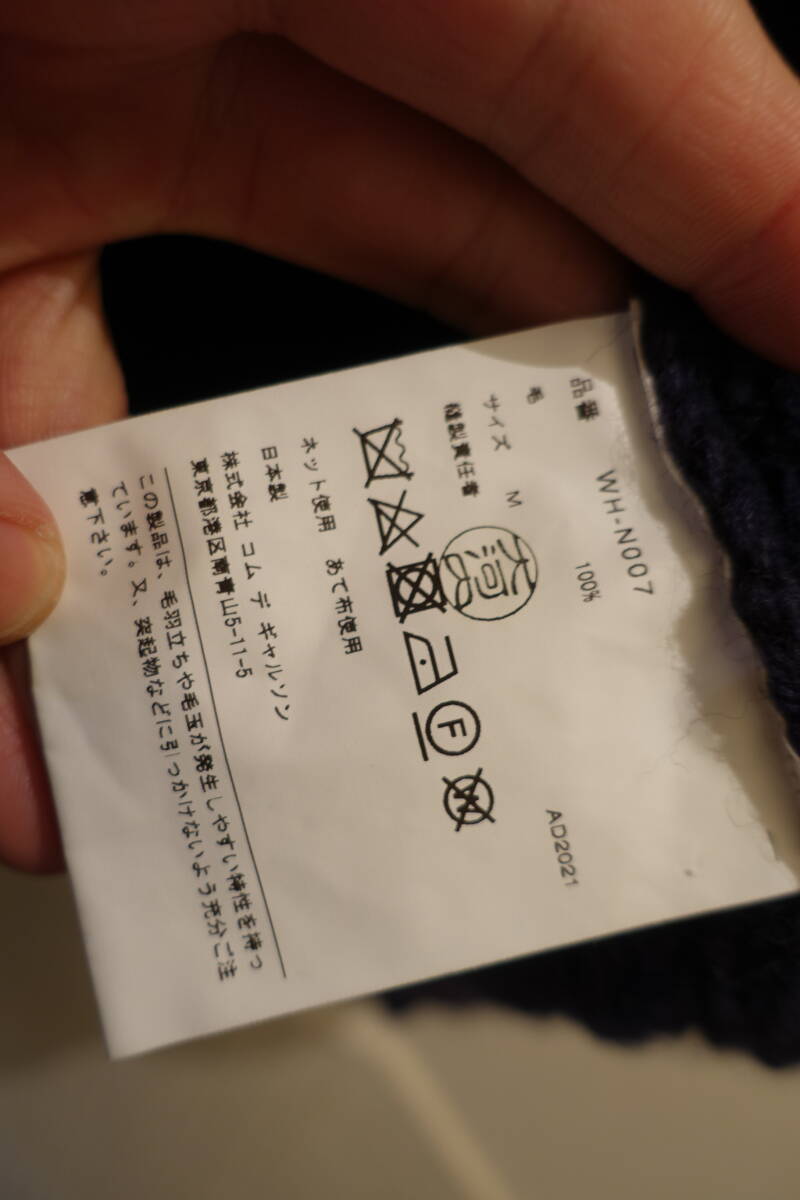 品番 WH-N007
毛 100% AD2021
サイズ M
縫製責任者 大河内
F W
ネット使用 あて布使用
日本製
株式会社 コム デ ギャルソン
東京都港区南青山5-11-5
この製品は、毛羽立ちや毛玉が発生しやすい特性を持っ
ています。又、突起物などに引っかけないよう充分ご注
意下さい。